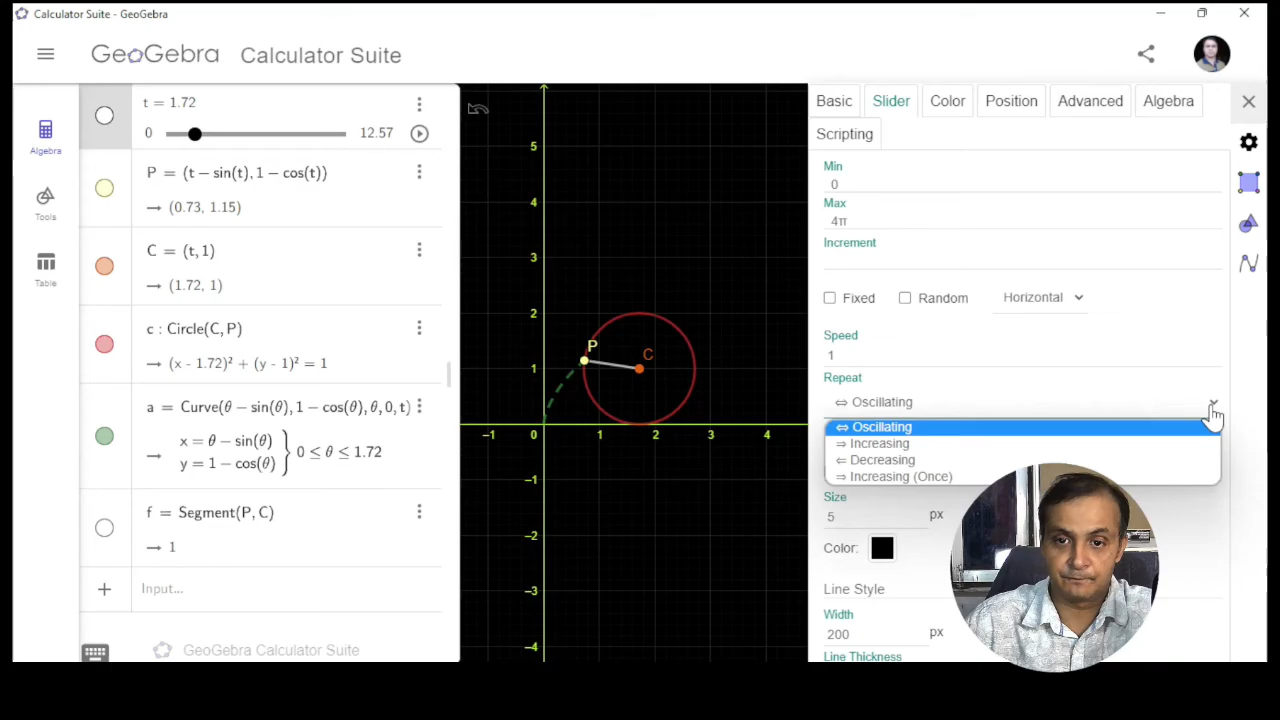 Calculator Suite - GeoGebra
GeoGebra Calculator Suite
Algebra
Tools
Table
t = 1.72
0 12.57
P = (t − sin(t), 1 − cos(t))
→ (0.73, 1.15)
C = (t, 1)
→ (1.72, 1)
c : Circle(C, P)
→ (x - 1.72)² + (y - 1)² = 1
a = Curve(θ − sin(θ), 1 − cos(θ), θ, 0, t)
→ x = θ − sin(θ)
y = 1 − cos(θ) } 0 ≤ θ ≤ 1.72
f = Segment(P, C)
→ 1
+ Input...
GeoGebra Calculator Suite
5
4
3
2
1
−1 0 1 2 3 4
−1
−2
−3
−4
P
C
Basic Slider Color Position Advanced Algebra
Scripting
Min
0
Max
4π
Increment
Fixed Random Horizontal
Speed
1
Repeat
⇔ Oscillating
⇔ Oscillating
⇒ Increasing
⇐ Decreasing
⇒ Increasing (Once)
Size
5 px
Color:
Line Style
Width
200 px
Line Thickness